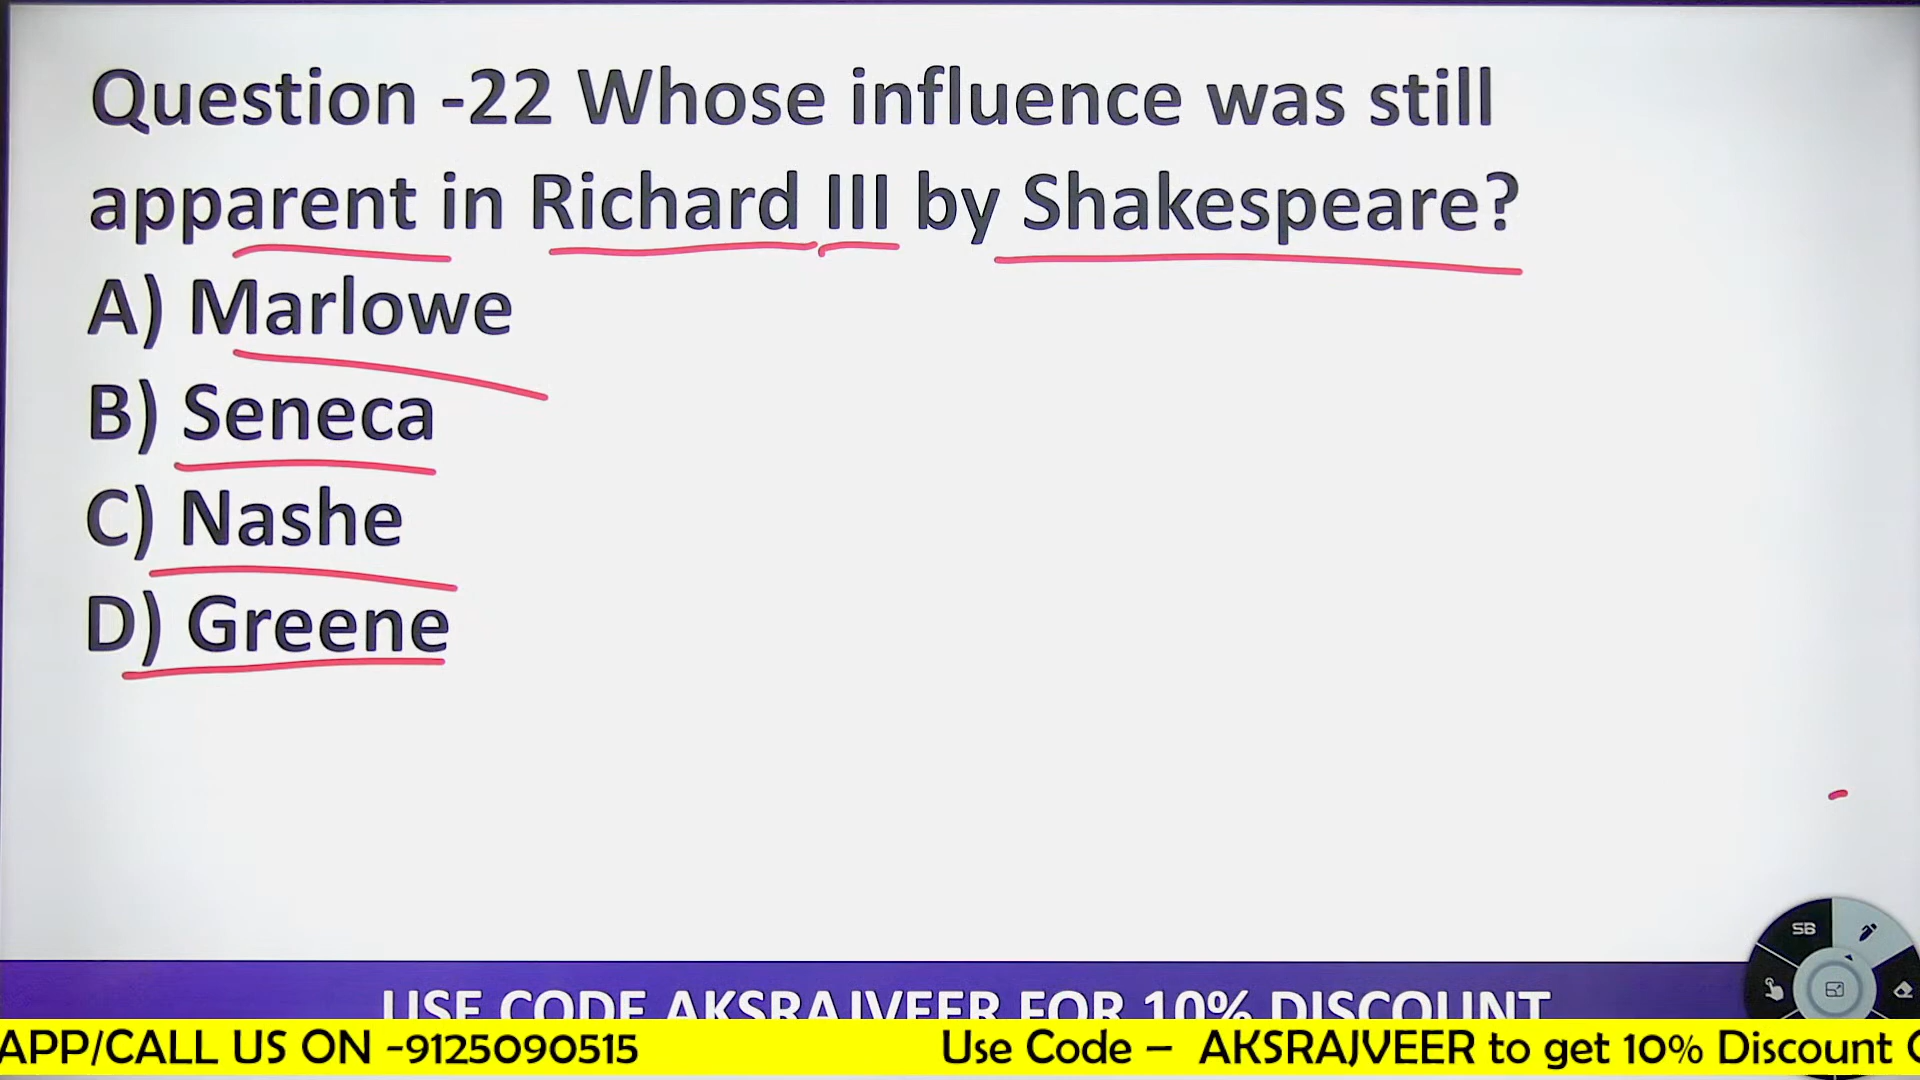 Question -22 Whose influence was still
apparent in Richard III by Shakespeare?
A) Marlowe
B) Seneca
C) Nashe
D) Greene
SB
USE CODE AKSRAJVEER FOR 10% DISCOUNT
APP/CALL US ON -9125090515 Use Code – AKSRAJVEER to get 10% Discount